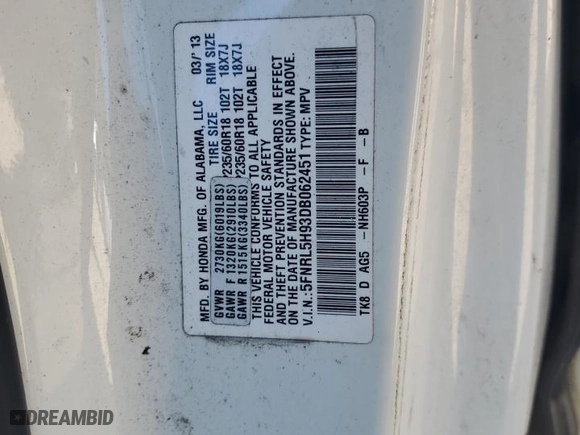 MFD. BY HONDA MFG. OF ALABAMA, LLC 03/'13
TIRE SIZE RIM SIZE
GVWR 2730KG(6019LBS)
GAWR F 1320KG(2910LBS) P235/60R18 102T 18X7J
GAWR R 1515KG(3340LBS) P235/60R18 102T 18X7J
THIS VEHICLE CONFORMS TO ALL APPLICABLE
FEDERAL MOTOR VEHICLE SAFETY
AND THEFT PREVENTION STANDARDS IN EFFECT
ON THE DATE OF MANUFACTURE SHOWN ABOVE.
V.I.N.:5FNRL5H93DB062451 TYPE: MPV
TK8 D AG5 -NH603P -F -B
DREAMBID